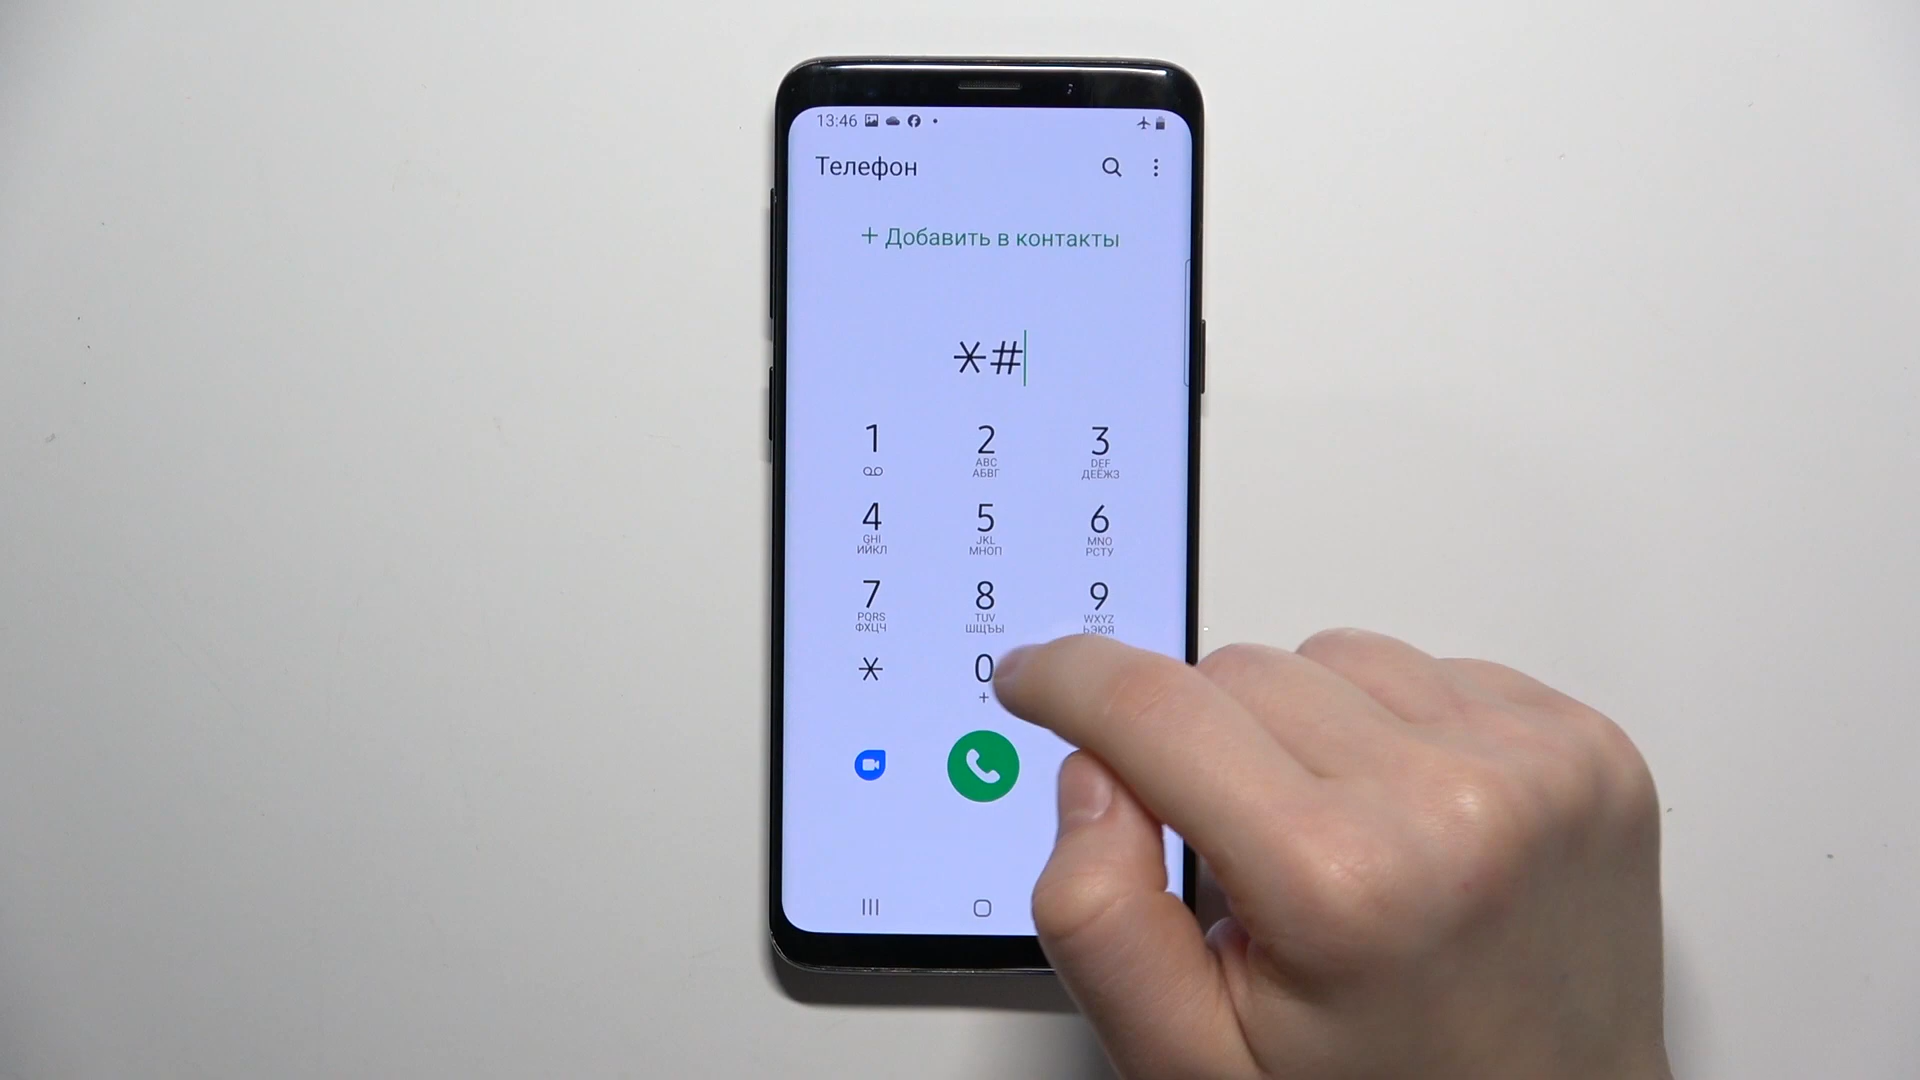 13:46
Телефон
+ Добавить в контакты
*#
1 2 3
ABC DEF
АБВГ ДЕЁЖЗ
4 5 6
GHI JKL MNO
ИЙКЛ МНОП РСТУ
7 8 9
PQRS TUV WXYZ
ФХЦЧ ШЩЪЫ ЬЭЮЯ
* 0
+